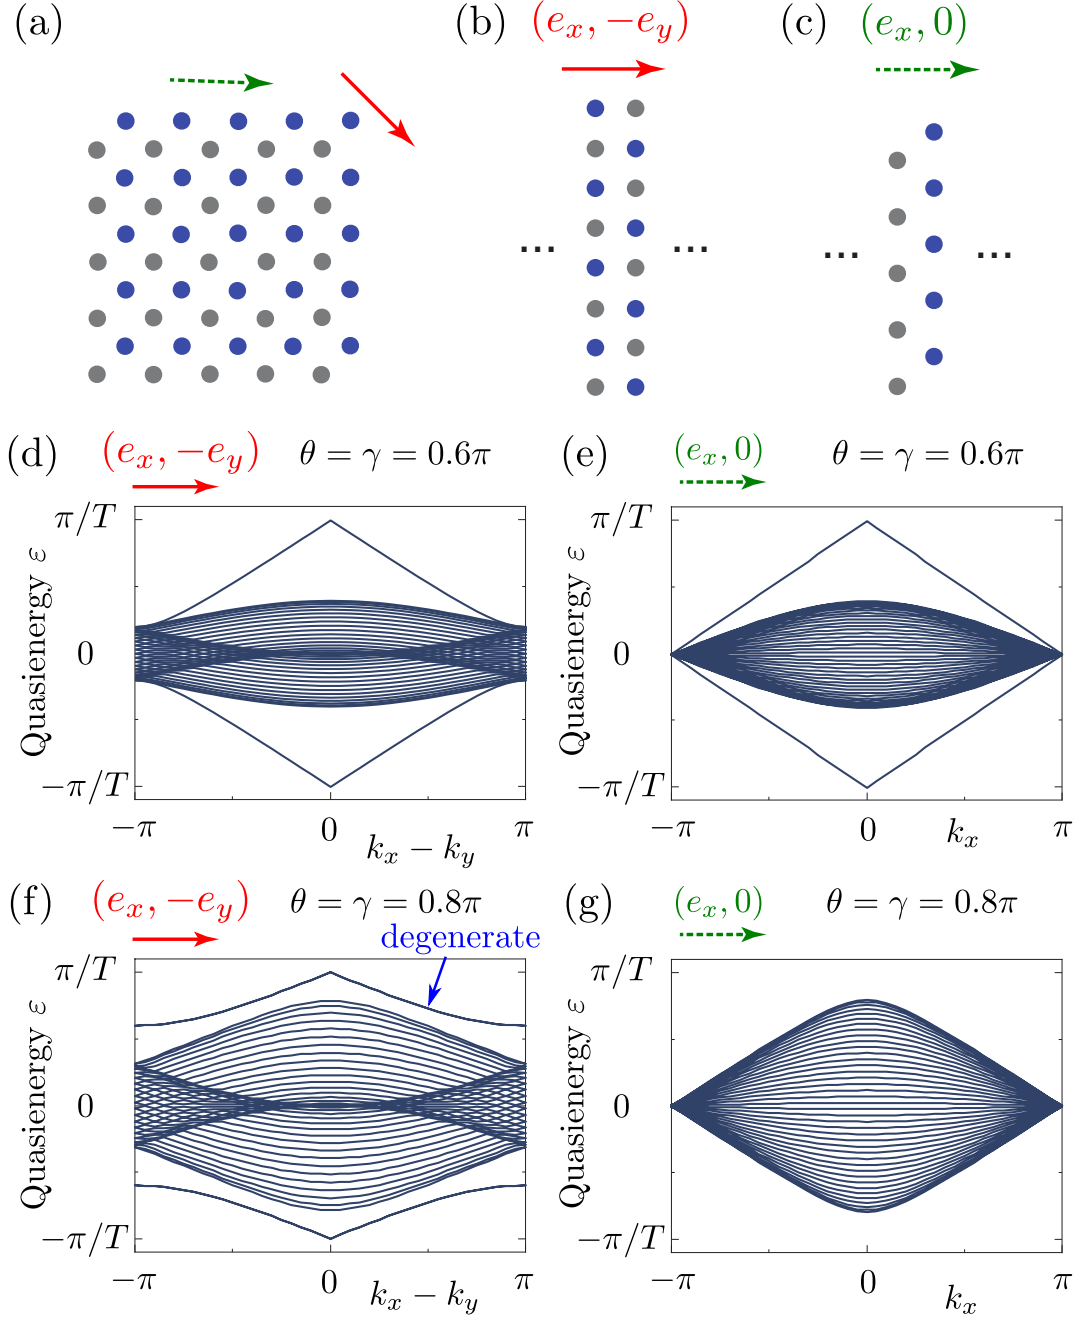 (a)
(b) (e_x, −e_y)
(c) (e_x, 0)
...
...
...
...
(d) (e_x, −e_y) θ = γ = 0.6π
π/T
0
−π/T
Quasienergy ε
−π
0
π
k_x − k_y
(e) (e_x, 0) θ = γ = 0.6π
π/T
0
−π/T
Quasienergy ε
−π
0
π
k_x
(f) (e_x, −e_y) θ = γ = 0.8π
degenerate
π/T
0
−π/T
Quasienergy ε
−π
0
π
k_x − k_y
(g) (e_x, 0) θ = γ = 0.8π
π/T
0
−π/T
Quasienergy ε
−π
0
π
k_x